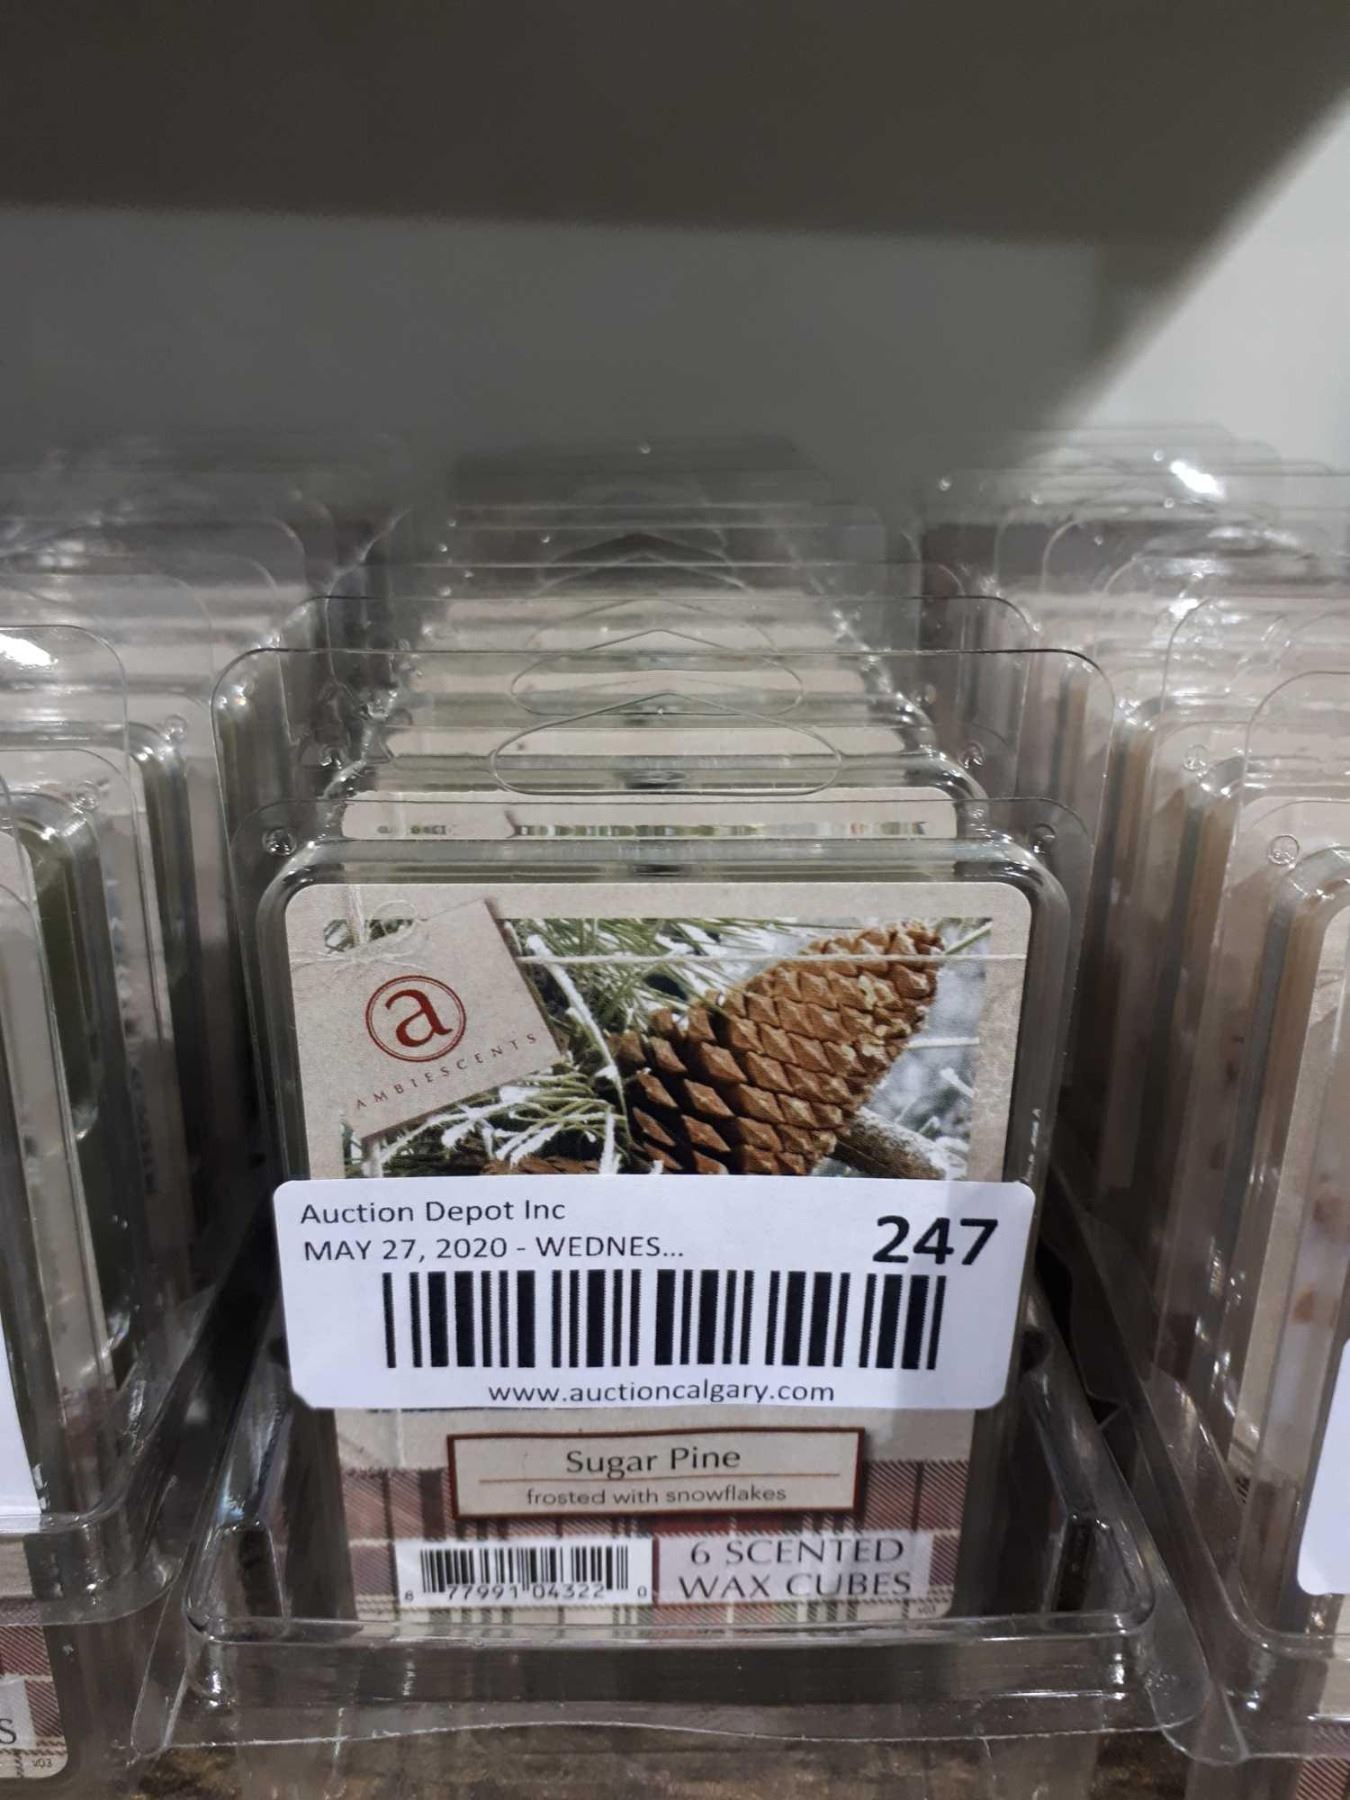 a
AMBIESCENTS
Auction Depot Inc
247
MAY 27, 2020 - WEDNES...
www.auctioncalgary.com
Sugar Pine
frosted with snowflakes
6 SCENTED
WAX CUBES
77991 04322 0
S
V03